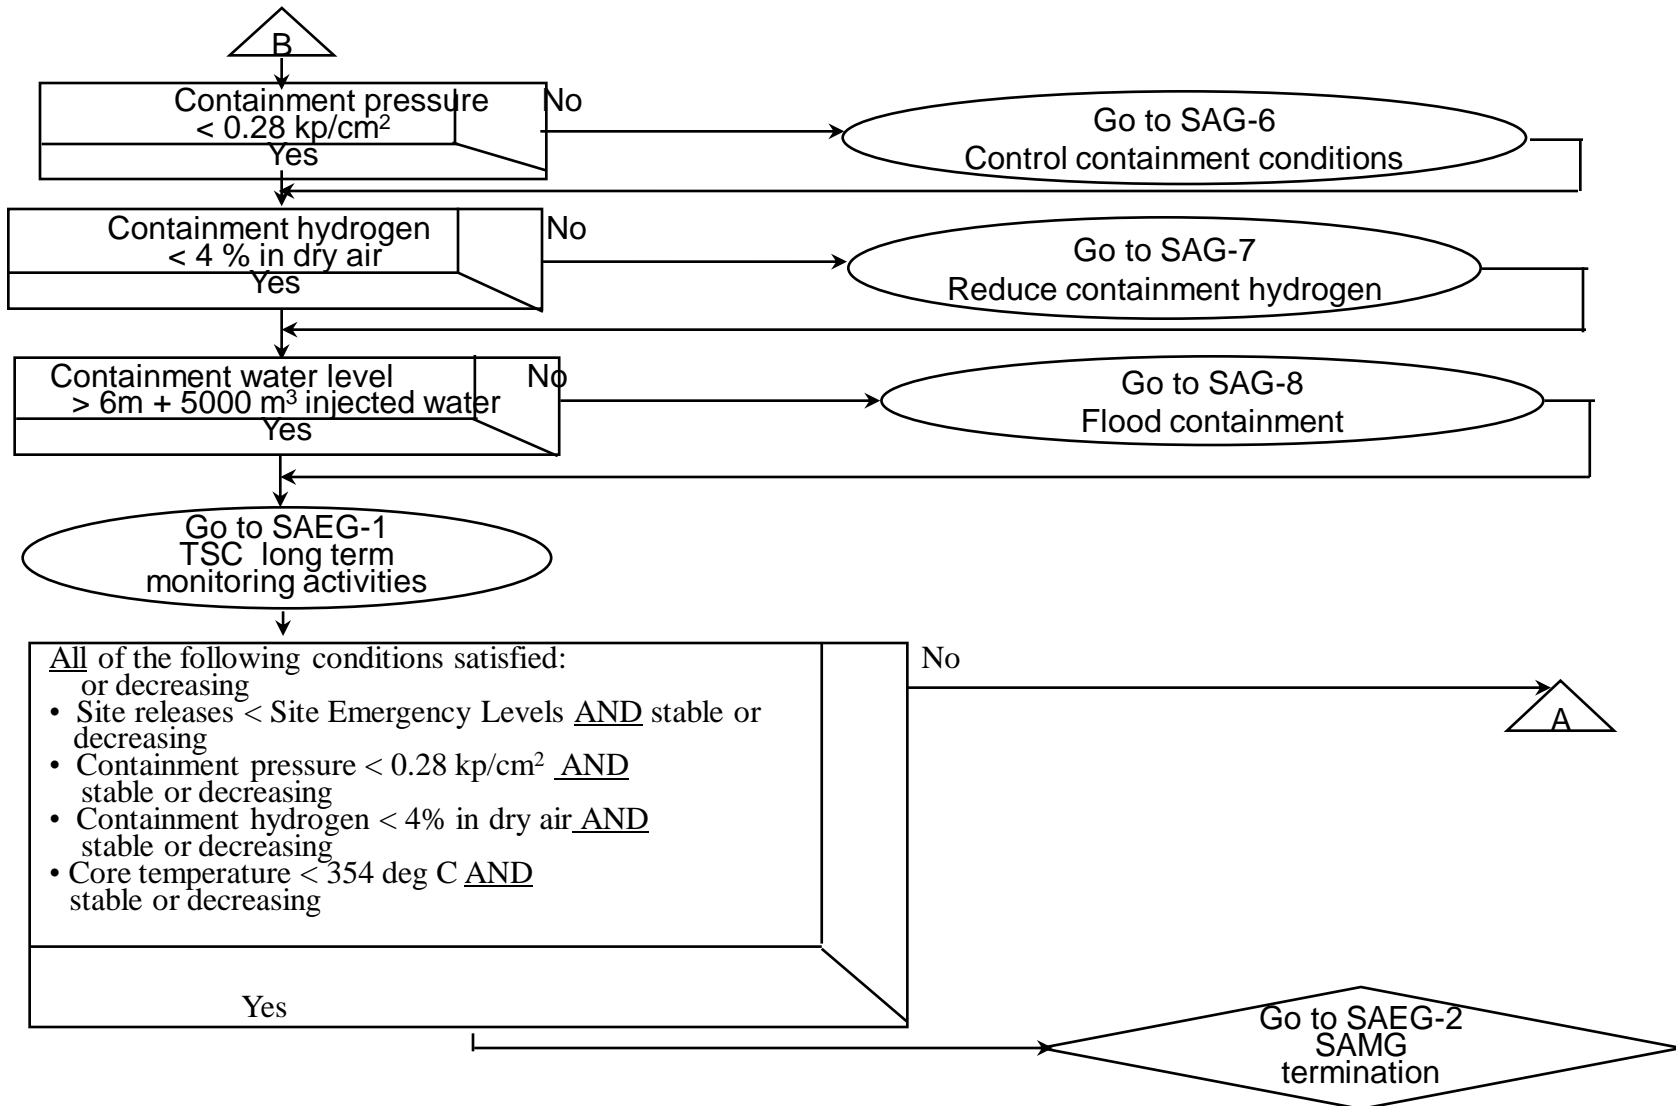 B
Containment pressure
< 0.28 kp/cm²
No
Yes
Go to SAG-6
Control containment conditions
Containment hydrogen
< 4 % in dry air
No
Yes
Go to SAG-7
Reduce containment hydrogen
Containment water level
> 6m + 5000 m³ injected water
No
Yes
Go to SAG-8
Flood containment
Go to SAEG-1
TSC long term
monitoring activities
All of the following conditions satisfied:
or decreasing
• Site releases < Site Emergency Levels AND stable or
decreasing
• Containment pressure < 0.28 kp/cm² AND
stable or decreasing
• Containment hydrogen < 4% in dry air AND
stable or decreasing
• Core temperature < 354 deg C AND
stable or decreasing
No
A
Yes
Go to SAEG-2
SAMG
termination